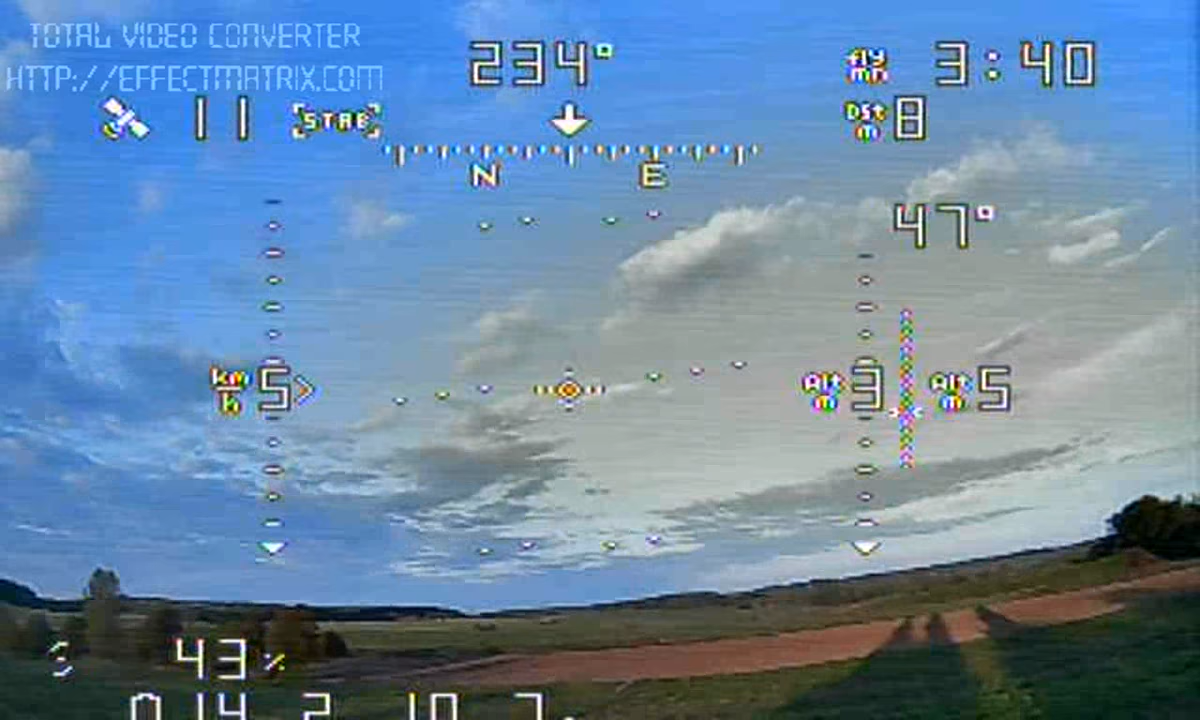 TOTAL VIDEO CONVERTER
HTTP://EFFECTMATRIX.COM
234°
fly mn 3:40
11 STAB
Dst m 8
N E
47°
km h 5
Alt m 3
Alt m 5
43 %